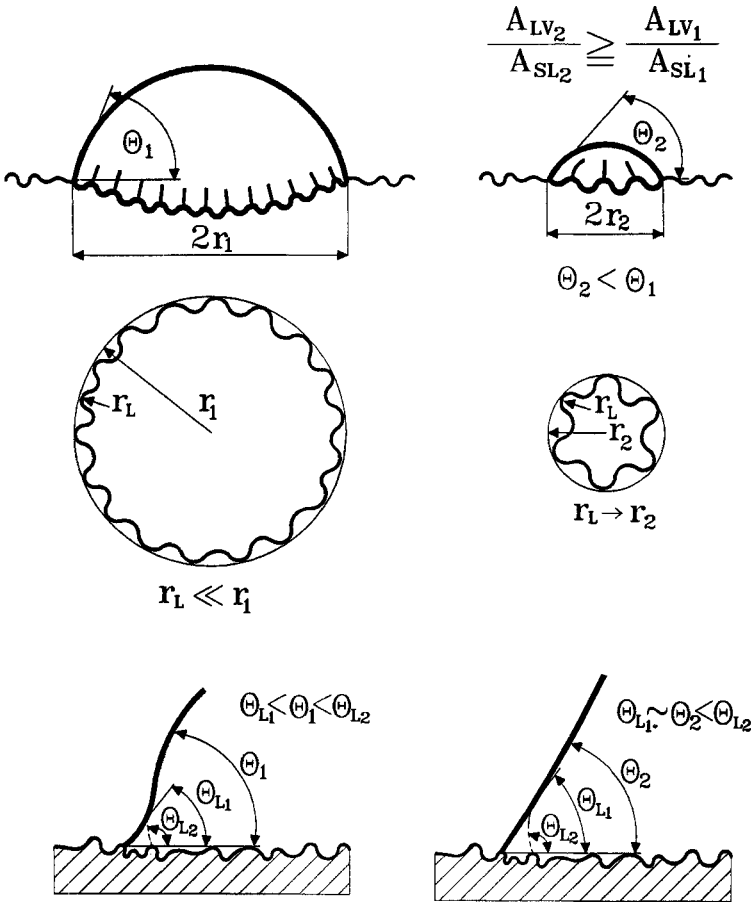 A_LV2 / A_SL2 ≧ A_LV1 / A_SL1
Θ1
Θ2
2r1
2r2
Θ2 < Θ1
rL
r1
rL
r2
rL → r2
rL ≪ r1
ΘL1 < Θ1 < ΘL2
ΘL1 ~ Θ2 < ΘL2
Θ1
ΘL1
ΘL2
Θ2
ΘL1
ΘL2